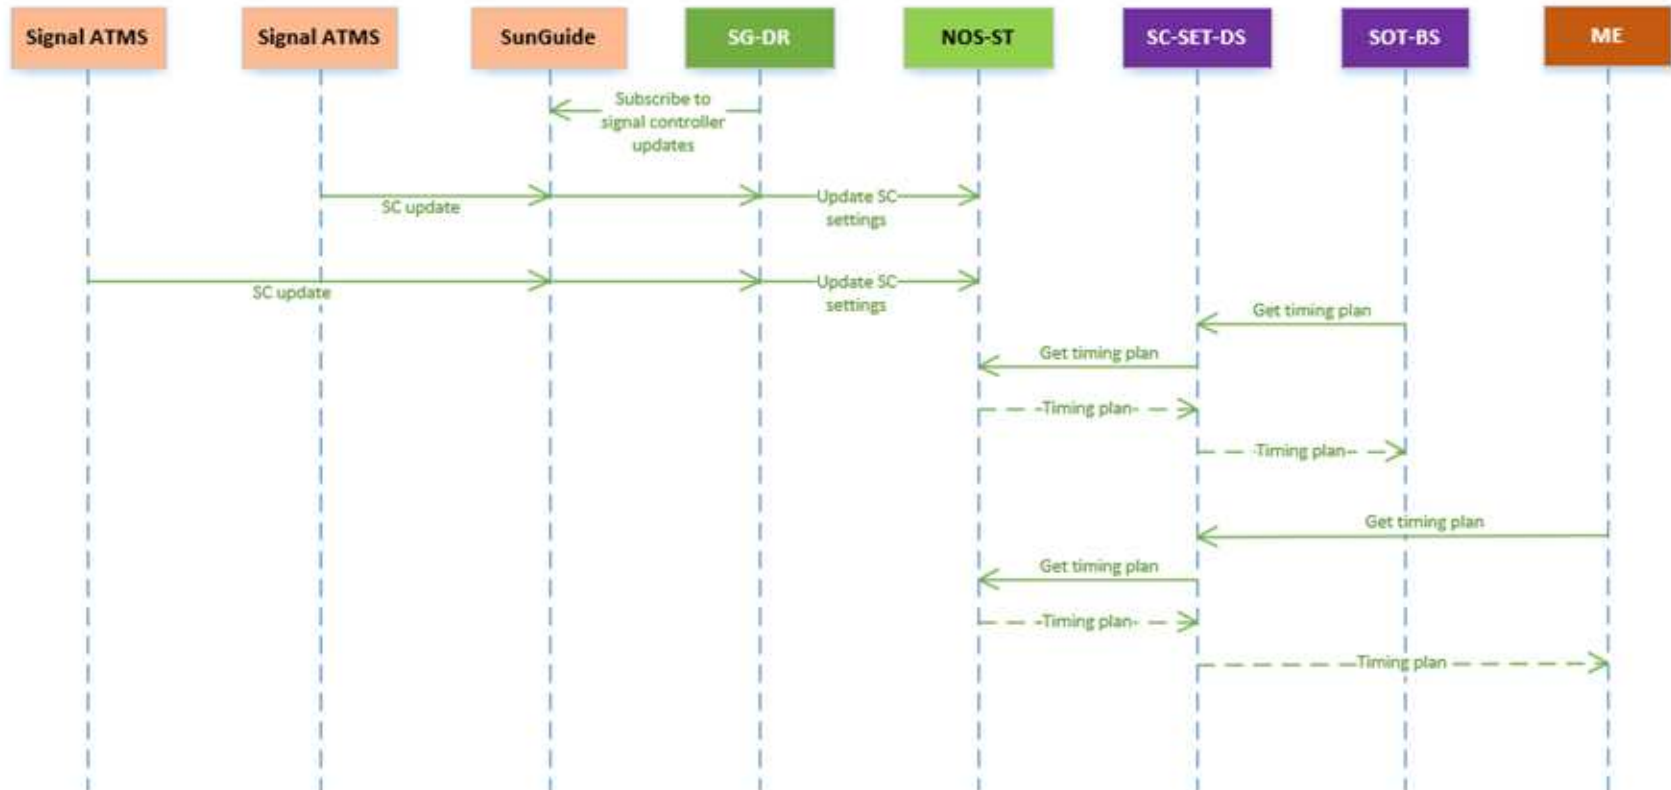 Signal ATMS
Signal ATMS
SunGuide
SG-DR
NOS-ST
SC-SET-DS
SOT-BS
ME
Subscribe to
signal controller
updates
SC update
Update SC
settings
SC update
Update SC
settings
Get timing plan
Get timing plan
Timing plan
Timing plan
Get timing plan
Get timing plan
Timing plan
Timing plan